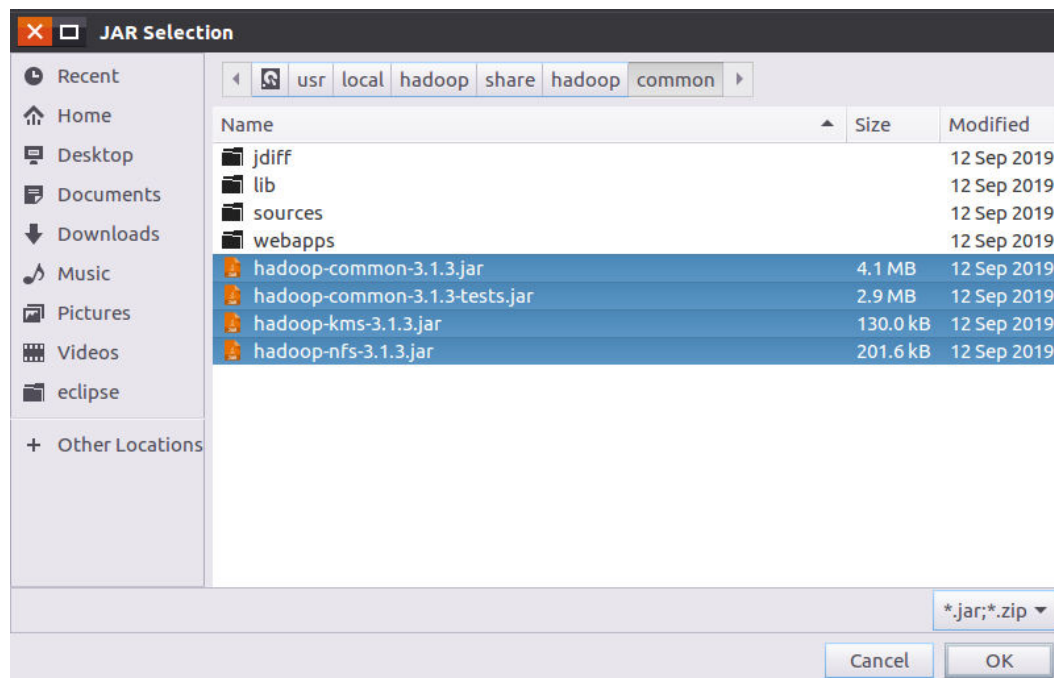 JAR Selection
Recent
Home
Desktop
Documents
Downloads
Music
Pictures
Videos
eclipse
+ Other Locations
usr local hadoop share hadoop common
Name Size Modified
jdiff 12 Sep 2019
lib 12 Sep 2019
sources 12 Sep 2019
webapps 12 Sep 2019
hadoop-common-3.1.3.jar 4.1 MB 12 Sep 2019
hadoop-common-3.1.3-tests.jar 2.9 MB 12 Sep 2019
hadoop-kms-3.1.3.jar 130.0 kB 12 Sep 2019
hadoop-nfs-3.1.3.jar 201.6 kB 12 Sep 2019
*.jar;*.zip
Cancel OK